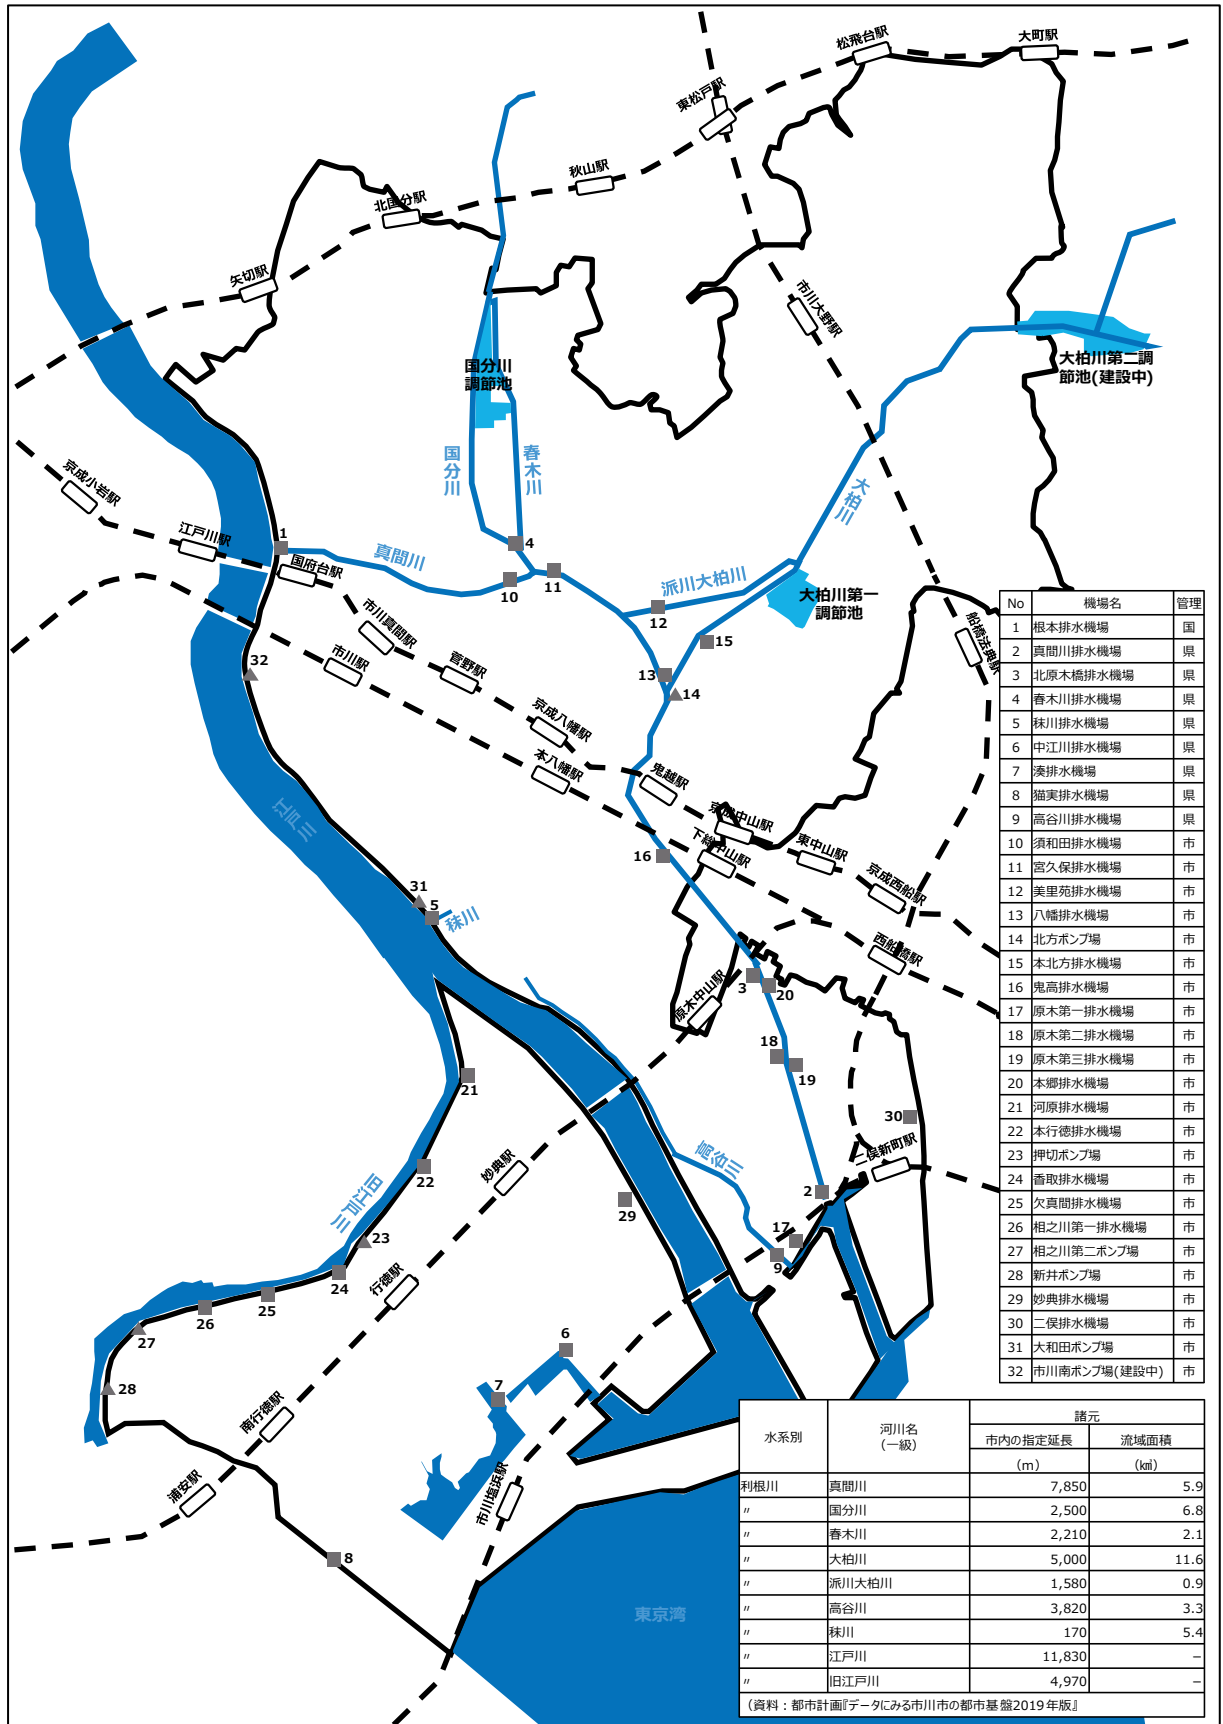 松飛台駅
大町駅
東松戸駅
秋山駅
北国分駅
矢切駅
市川大野駅
国分川
調節池
大柏川第二調
節池(建設中)
国分川
春木川
大柏川
京成小岩駅
江戸川駅
国府台駅
1
真間川
4
10
11
派川大柏川
12
大柏川第一
調節池
15
船橋法典駅
市川真間駅
市川駅
菅野駅
32
13
14
京成八幡駅
本八幡駅
鬼越駅
京成中山駅
下総中山駅
東中山駅
京成西船駅
西船橋駅
16
江戸川
31
5
秣川
原木中山駅
3
20
18
19
21
30
22
妙典駅
高谷川
二俣新町駅
2
29
旧江戸川
23
17
9
24
行徳駅
25
26
27
6
7
28
南行徳駅
浦安駅
市川塩浜駅
8
東京湾
No 機場名 管理
1 根本排水機場 国
2 真間川排水機場 県
3 北原木橋排水機場 県
4 春木川排水機場 県
5 秣川排水機場 県
6 中江川排水機場 県
7 湊排水機場 県
8 猫実排水機場 県
9 高谷川排水機場 県
10 須和田排水機場 市
11 宮久保排水機場 市
12 美里苑排水機場 市
13 八幡排水機場 市
14 北方ポンプ場 市
15 本北方排水機場 市
16 鬼高排水機場 市
17 原木第一排水機場 市
18 原木第二排水機場 市
19 原木第三排水機場 市
20 本郷排水機場 市
21 河原排水機場 市
22 本行徳排水機場 市
23 押切ポンプ場 市
24 香取排水機場 市
25 欠真間排水機場 市
26 相之川第一排水機場 市
27 相之川第二ポンプ場 市
28 新井ポンプ場 市
29 妙典排水機場 市
30 二俣排水機場 市
31 大和田ポンプ場 市
32 市川南ポンプ場(建設中) 市
水系別 河川名 (一級) 諸元
市内の指定延長 流域面積
(m) (㎢)
利根川 真間川 7,850 5.9
〃 国分川 2,500 6.8
〃 春木川 2,210 2.1
〃 大柏川 5,000 11.6
〃 派川大柏川 1,580 0.9
〃 高谷川 3,820 3.3
〃 秣川 170 5.4
〃 江戸川 11,830 −
〃 旧江戸川 4,970 −
(資料：都市計画『データにみる市川市の都市基盤2019年版』